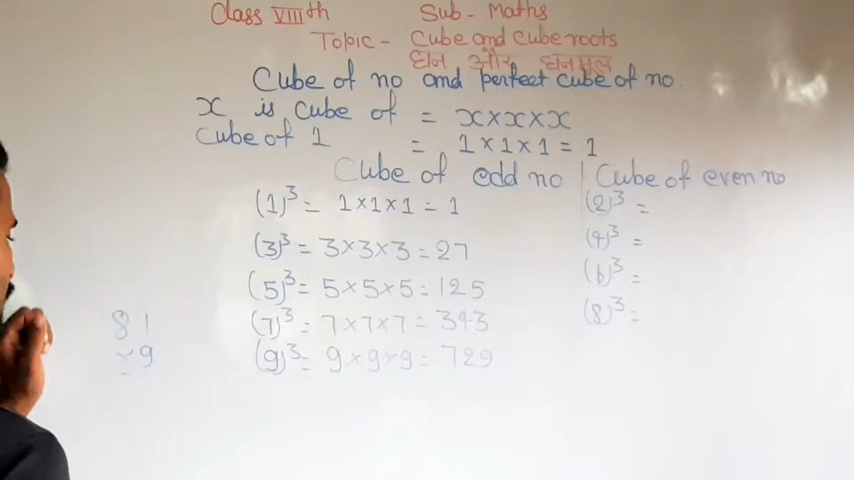 Class VIIIth Sub - Maths
Topic - Cube and Cube roots
घन और घनमूल
Cube of no and perfect cube of no.
x is Cube of = x×x×x
Cube of 1 = 1×1×1 = 1
Cube of odd no | Cube of even no
(1)³ = 1×1×1 = 1 (2)³ =
(3)³ = 3×3×3 = 27 (4)³ =
(5)³ = 5×5×5 = 125 (6)³ =
(7)³ = 7×7×7 = 343 (8)³ =
(9)³ = 9×9×9 = 729
81
×9